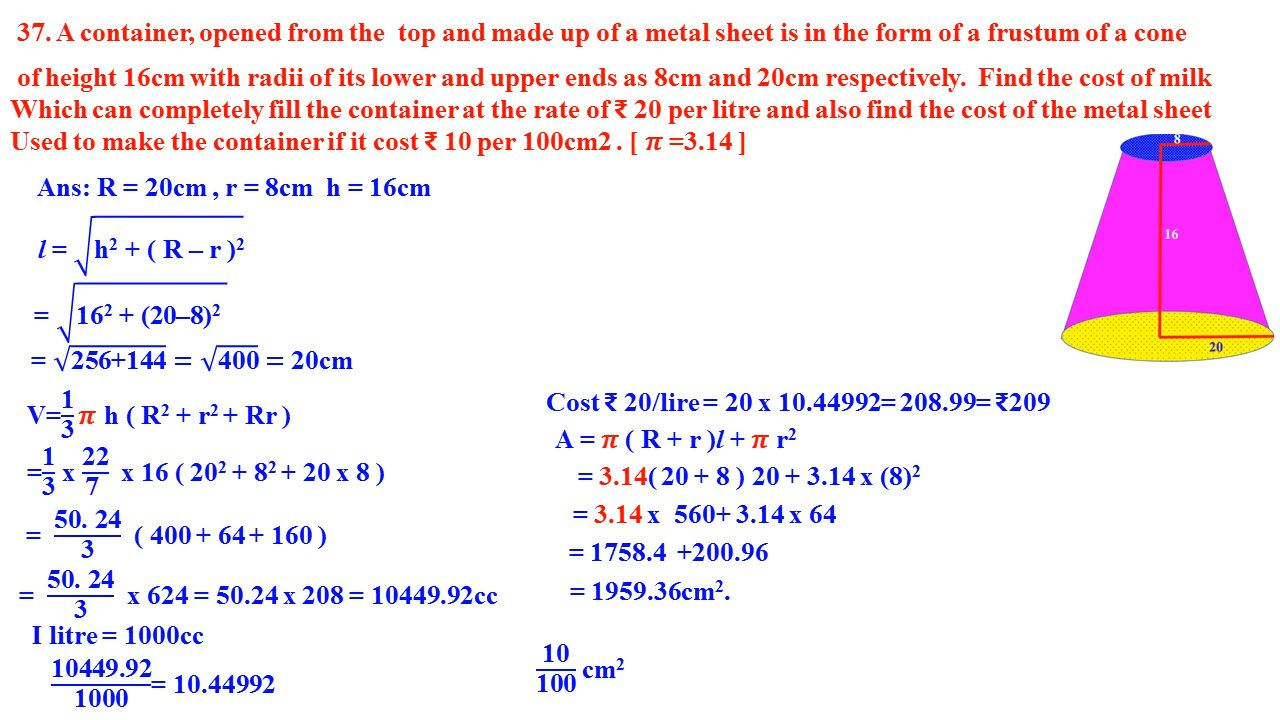 37. A container, opened from the top and made up of a metal sheet is in the form of a frustum of a cone
of height 16cm with radii of its lower and upper ends as 8cm and 20cm respectively. Find the cost of milk
Which can completely fill the container at the rate of ₹ 20 per litre and also find the cost of the metal sheet
Used to make the container if it cost ₹ 10 per 100cm2 . [ π =3.14 ]
Ans: R = 20cm , r = 8cm h = 16cm
l = √h² + ( R – r )²
= √16² + (20–8)²
= √256+144 = √400 = 20cm
V=1/3 π h ( R² + r² + Rr )
=1/3 x 22/7 x 16 ( 20² + 8² + 20 x 8 )
= 50. 24/3 ( 400 + 64 + 160 )
= 50. 24/3 x 624 = 50.24 x 208 = 10449.92cc
I litre = 1000cc
10449.92/1000 = 10.44992
Cost ₹ 20/lire = 20 x 10.44992= 208.99= ₹209
A = π ( R + r )l + π r²
= 3.14( 20 + 8 ) 20 + 3.14 x (8)²
= 3.14 x 560+ 3.14 x 64
= 1758.4 +200.96
= 1959.36cm².
10/100 cm²
8
16
20